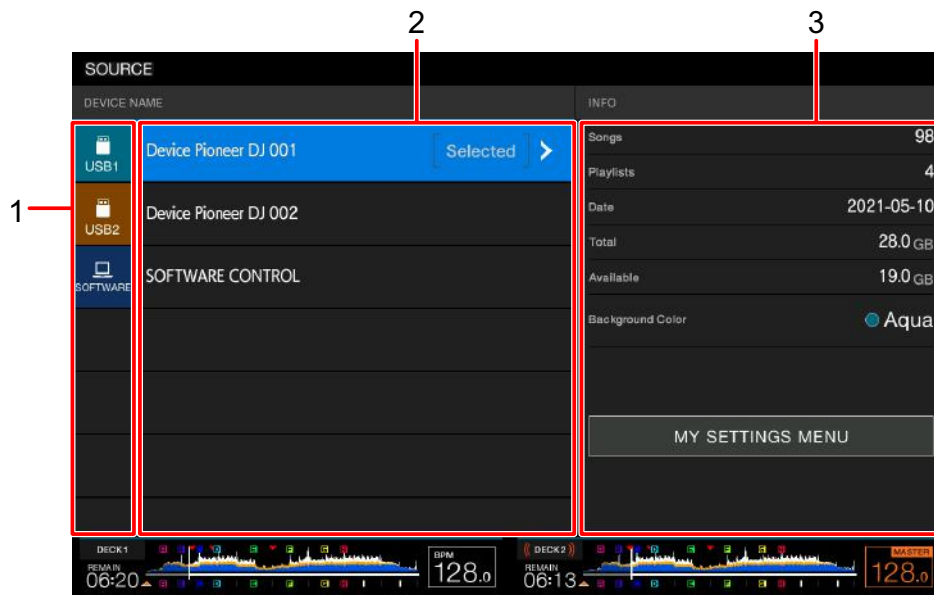 2
3
SOURCE
DEVICE NAME
INFO
1
USB1
Device Pioneer DJ 001
Selected
USB2
Device Pioneer DJ 002
SOFTWARE
SOFTWARE CONTROL
Songs 98
Playlists 4
Date 2021-05-10
Total 28.0 GB
Available 19.0 GB
Background Color Aqua
MY SETTINGS MENU
DECK1
REMAIN
06:20
BPM
128.0
DECK2
REMAIN
06:13
MASTER
128.0